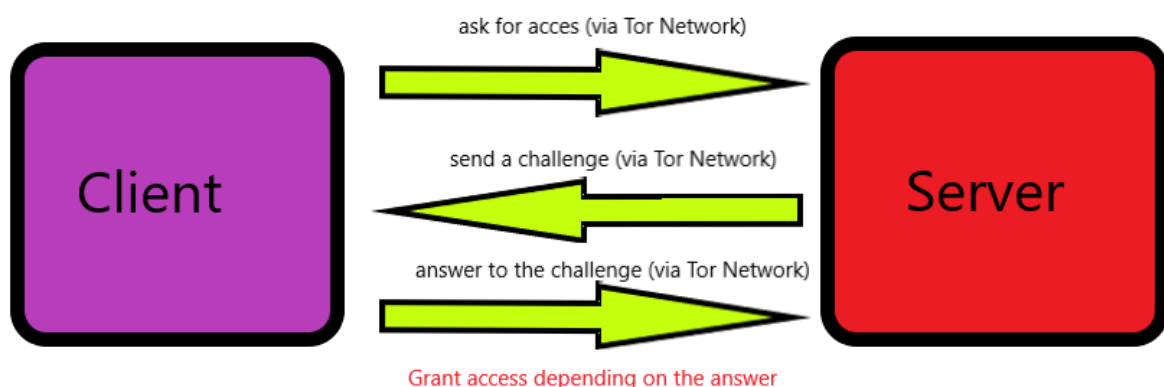 ask for acces (via Tor Network)
Client
Server
send a challenge (via Tor Network)
answer to the challenge (via Tor Network)
Grant access depending on the answer